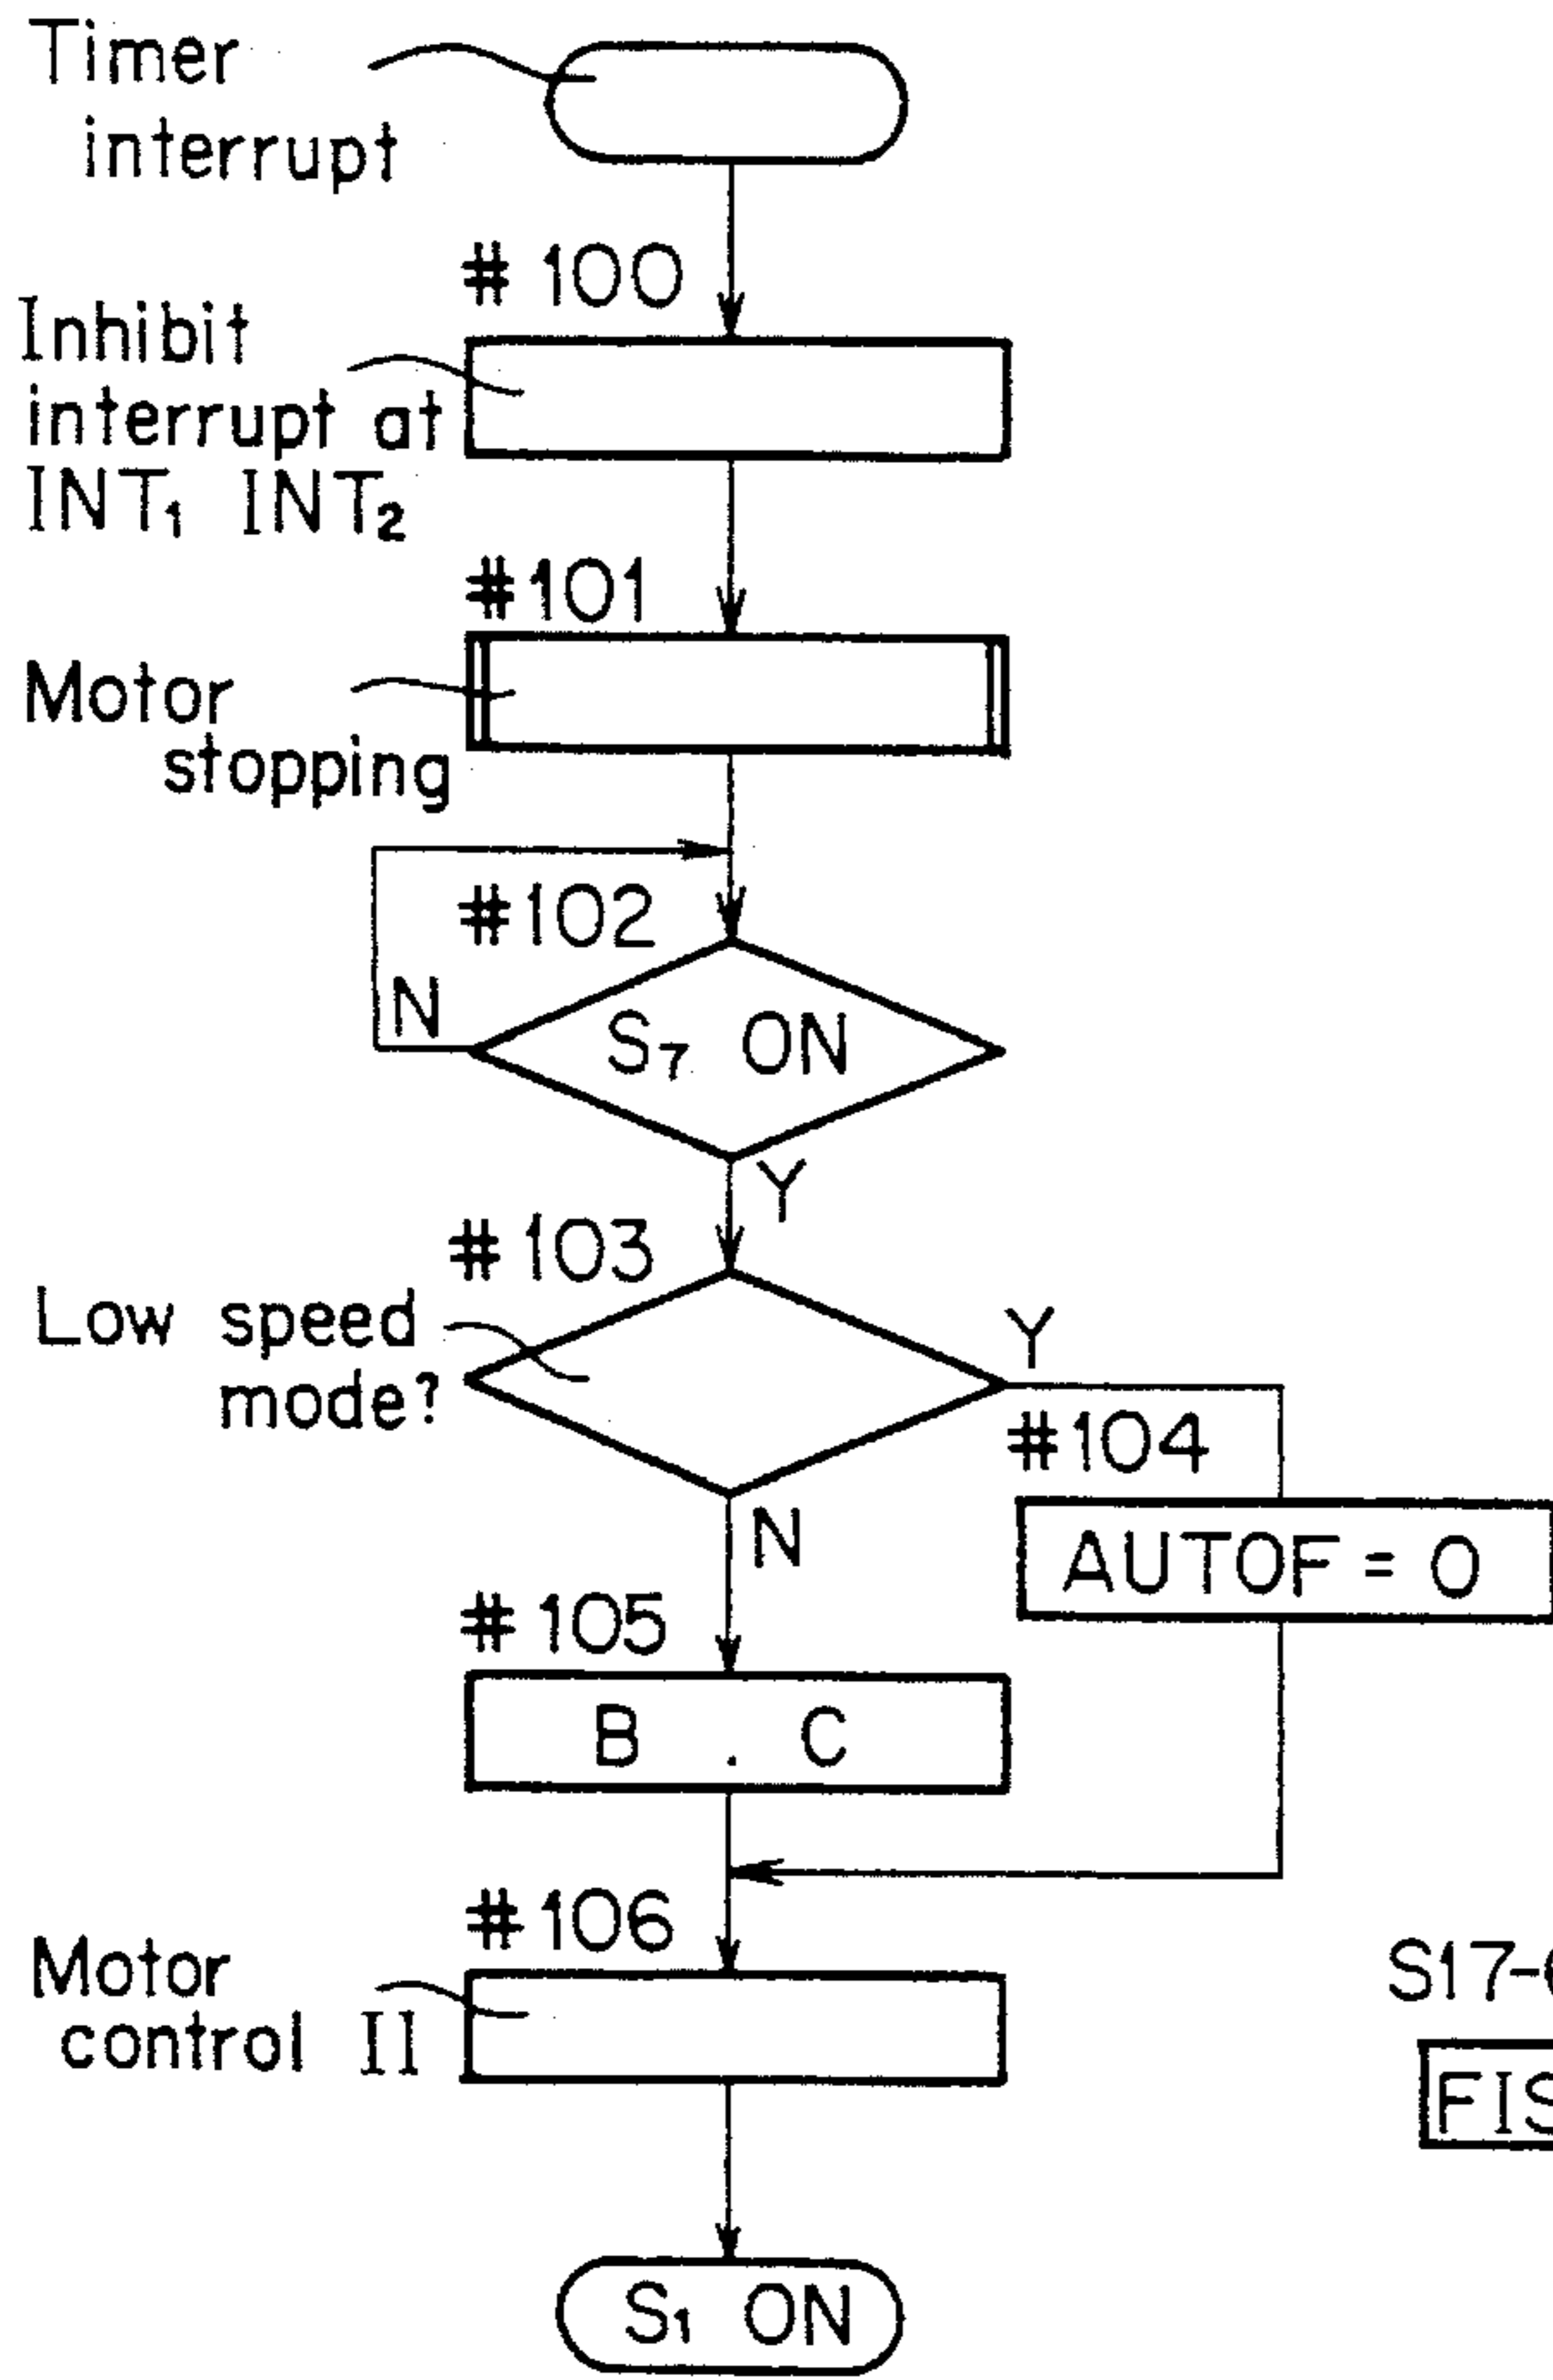 Timer
interrupt
# 100
Inhibit
interrupt at
INT₁ INT₂
#101
Motor
stopping
#102
N
S₇ ON
Y
# 103
Low speed
mode?
Y
#104
AUTOF = 0
N
# 105
B . C
# 106
Motor
control II
S₁ ON